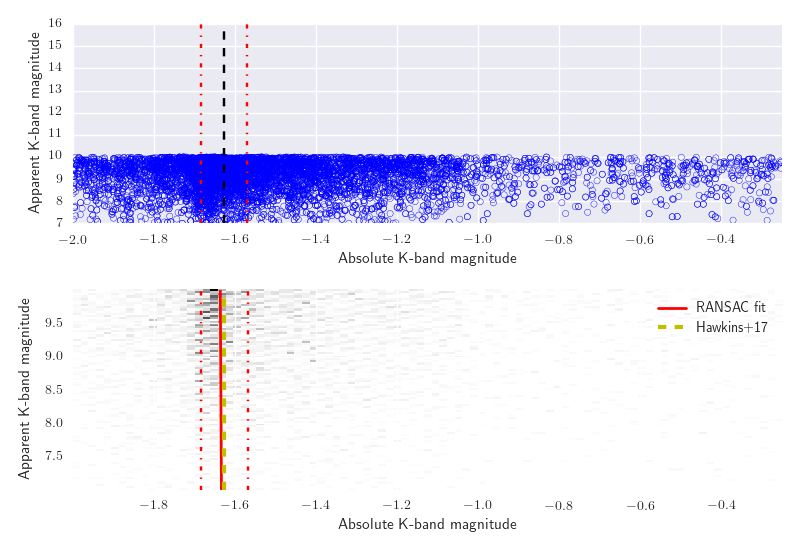 16
15
14
13
12
11
10
9
8
7
Apparent K-band magnitude
−2.0 −1.8 −1.6 −1.4 −1.2 −1.0 −0.8 −0.6 −0.4
Absolute K-band magnitude
RANSAC fit
Hawkins+17
9.5
9.0
8.5
8.0
7.5
Apparent K-band magnitude
−1.8 −1.6 −1.4 −1.2 −1.0 −0.8 −0.6 −0.4
Absolute K-band magnitude